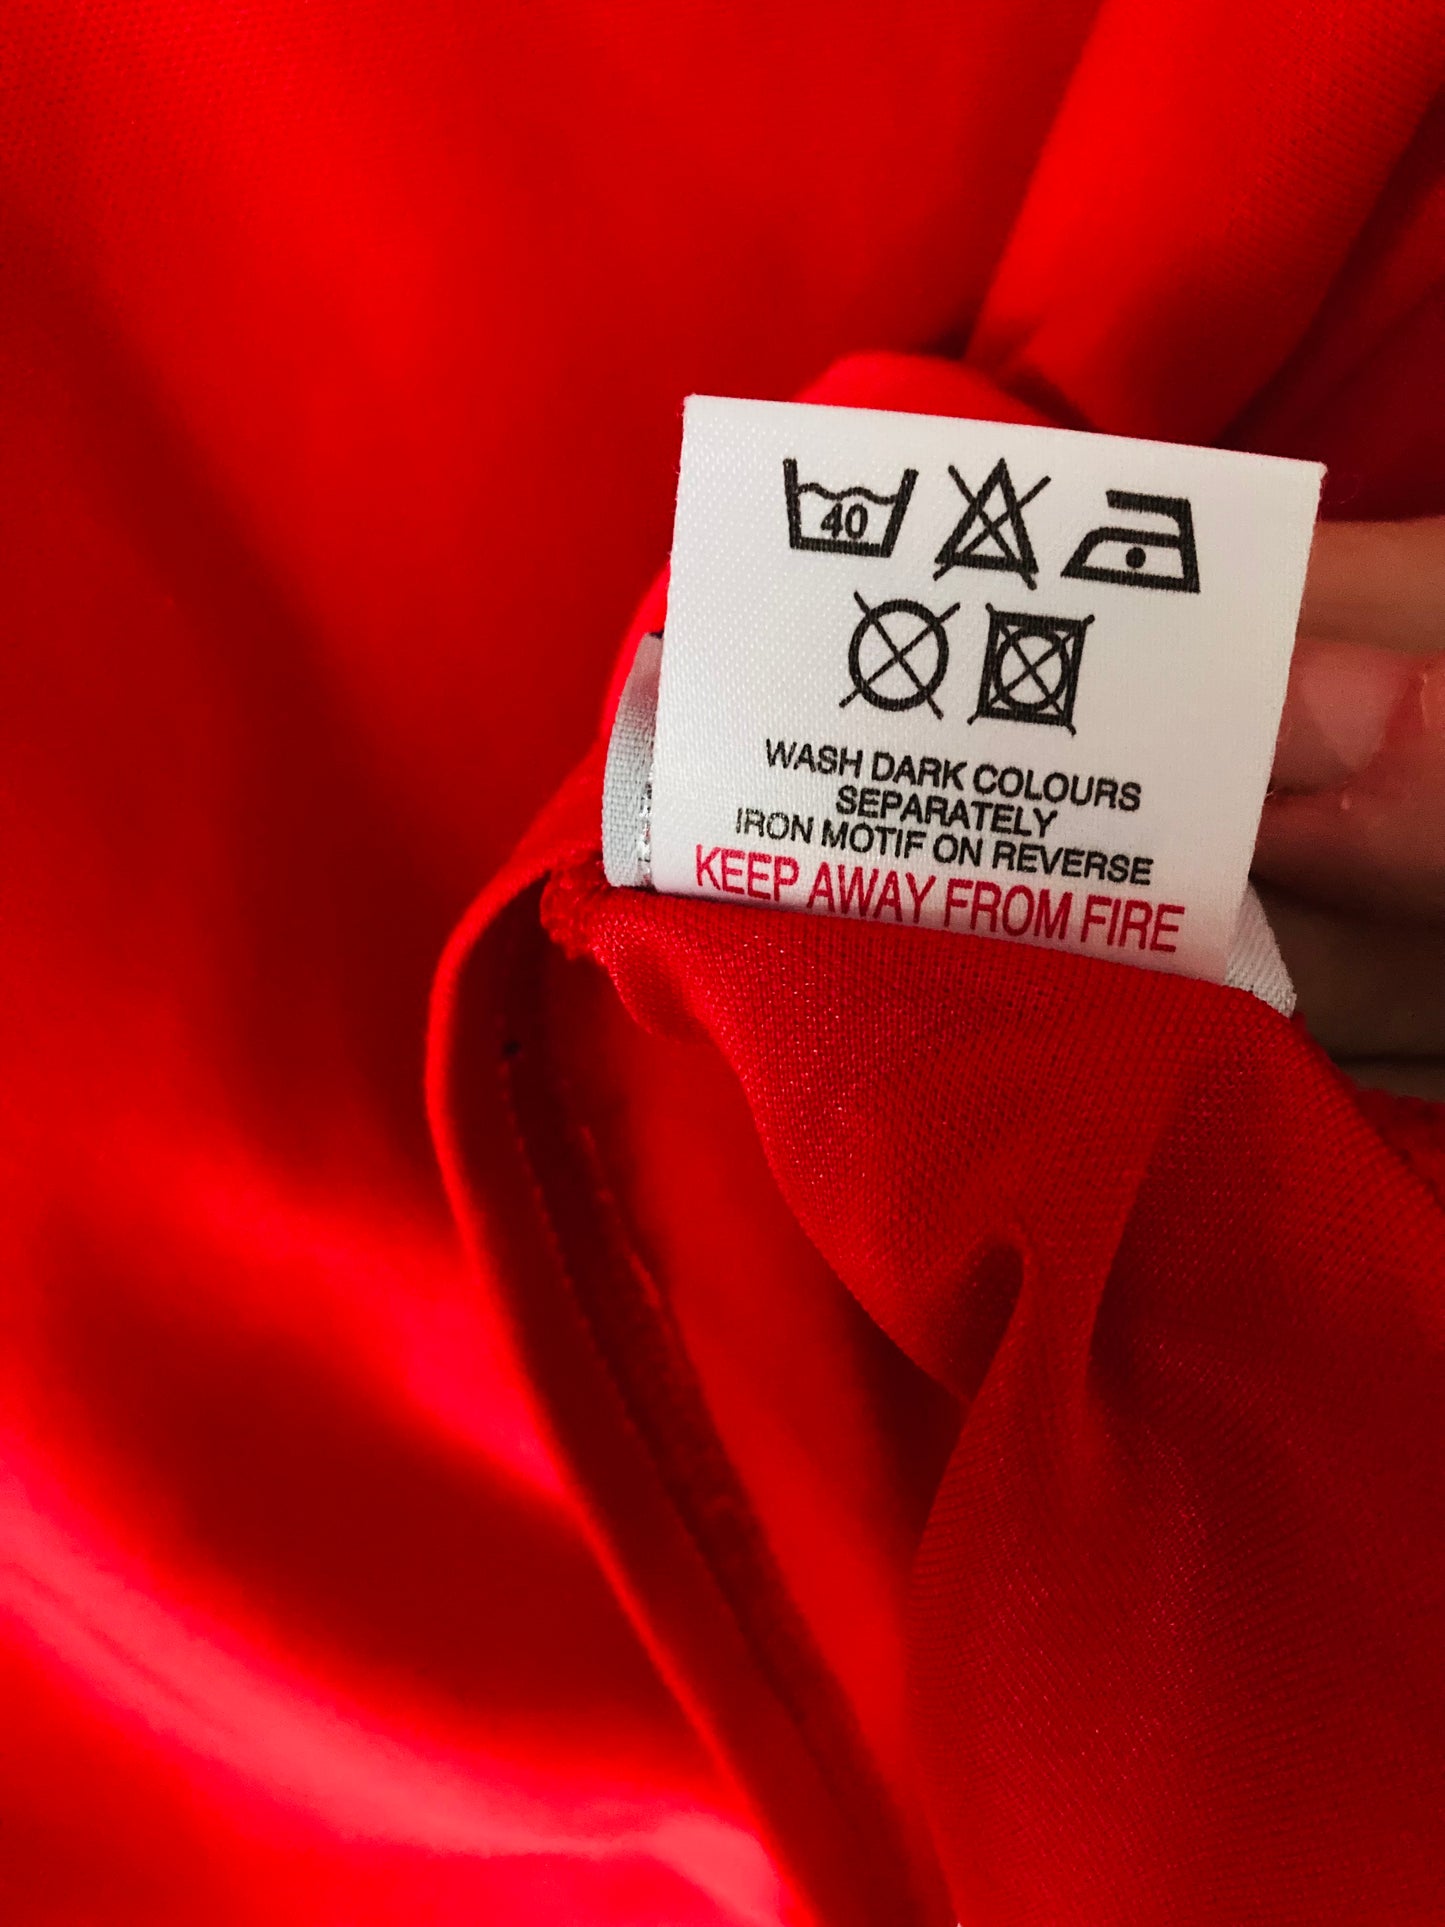 40
WASH DARK COLOURS
SEPARATELY
IRON MOTIF ON REVERSE
KEEP AWAY FROM FIRE